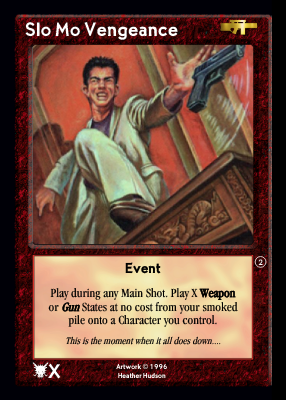 Slo Mo Vengeance
2
Event
Play during any Main Shot. Play X Weapon
or Gun States at no cost from your smoked
pile onto a Character you control.
This is the moment when it all does down....
X
Artwork © 1996
Heather Hudson